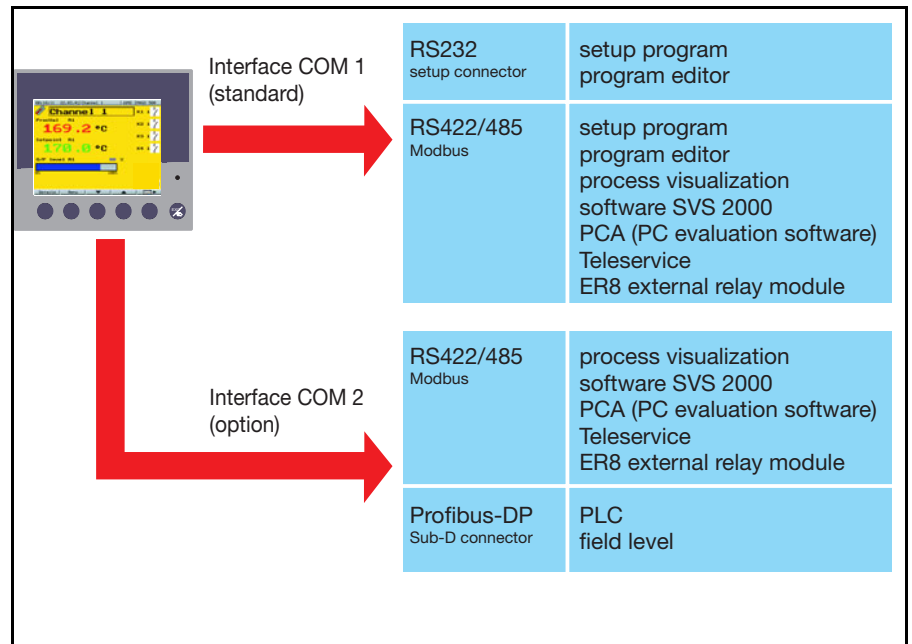 Channel 1
169.2 °C
170.0 °C
Interface COM 1
(standard)
RS232
setup connector
setup program
program editor
RS422/485
Modbus
setup program
program editor
process visualization
software SVS 2000
PCA (PC evaluation software)
Teleservice
ER8 external relay module
Interface COM 2
(option)
RS422/485
Modbus
process visualization
software SVS 2000
PCA (PC evaluation software)
Teleservice
ER8 external relay module
Profibus-DP
Sub-D connector
PLC
field level